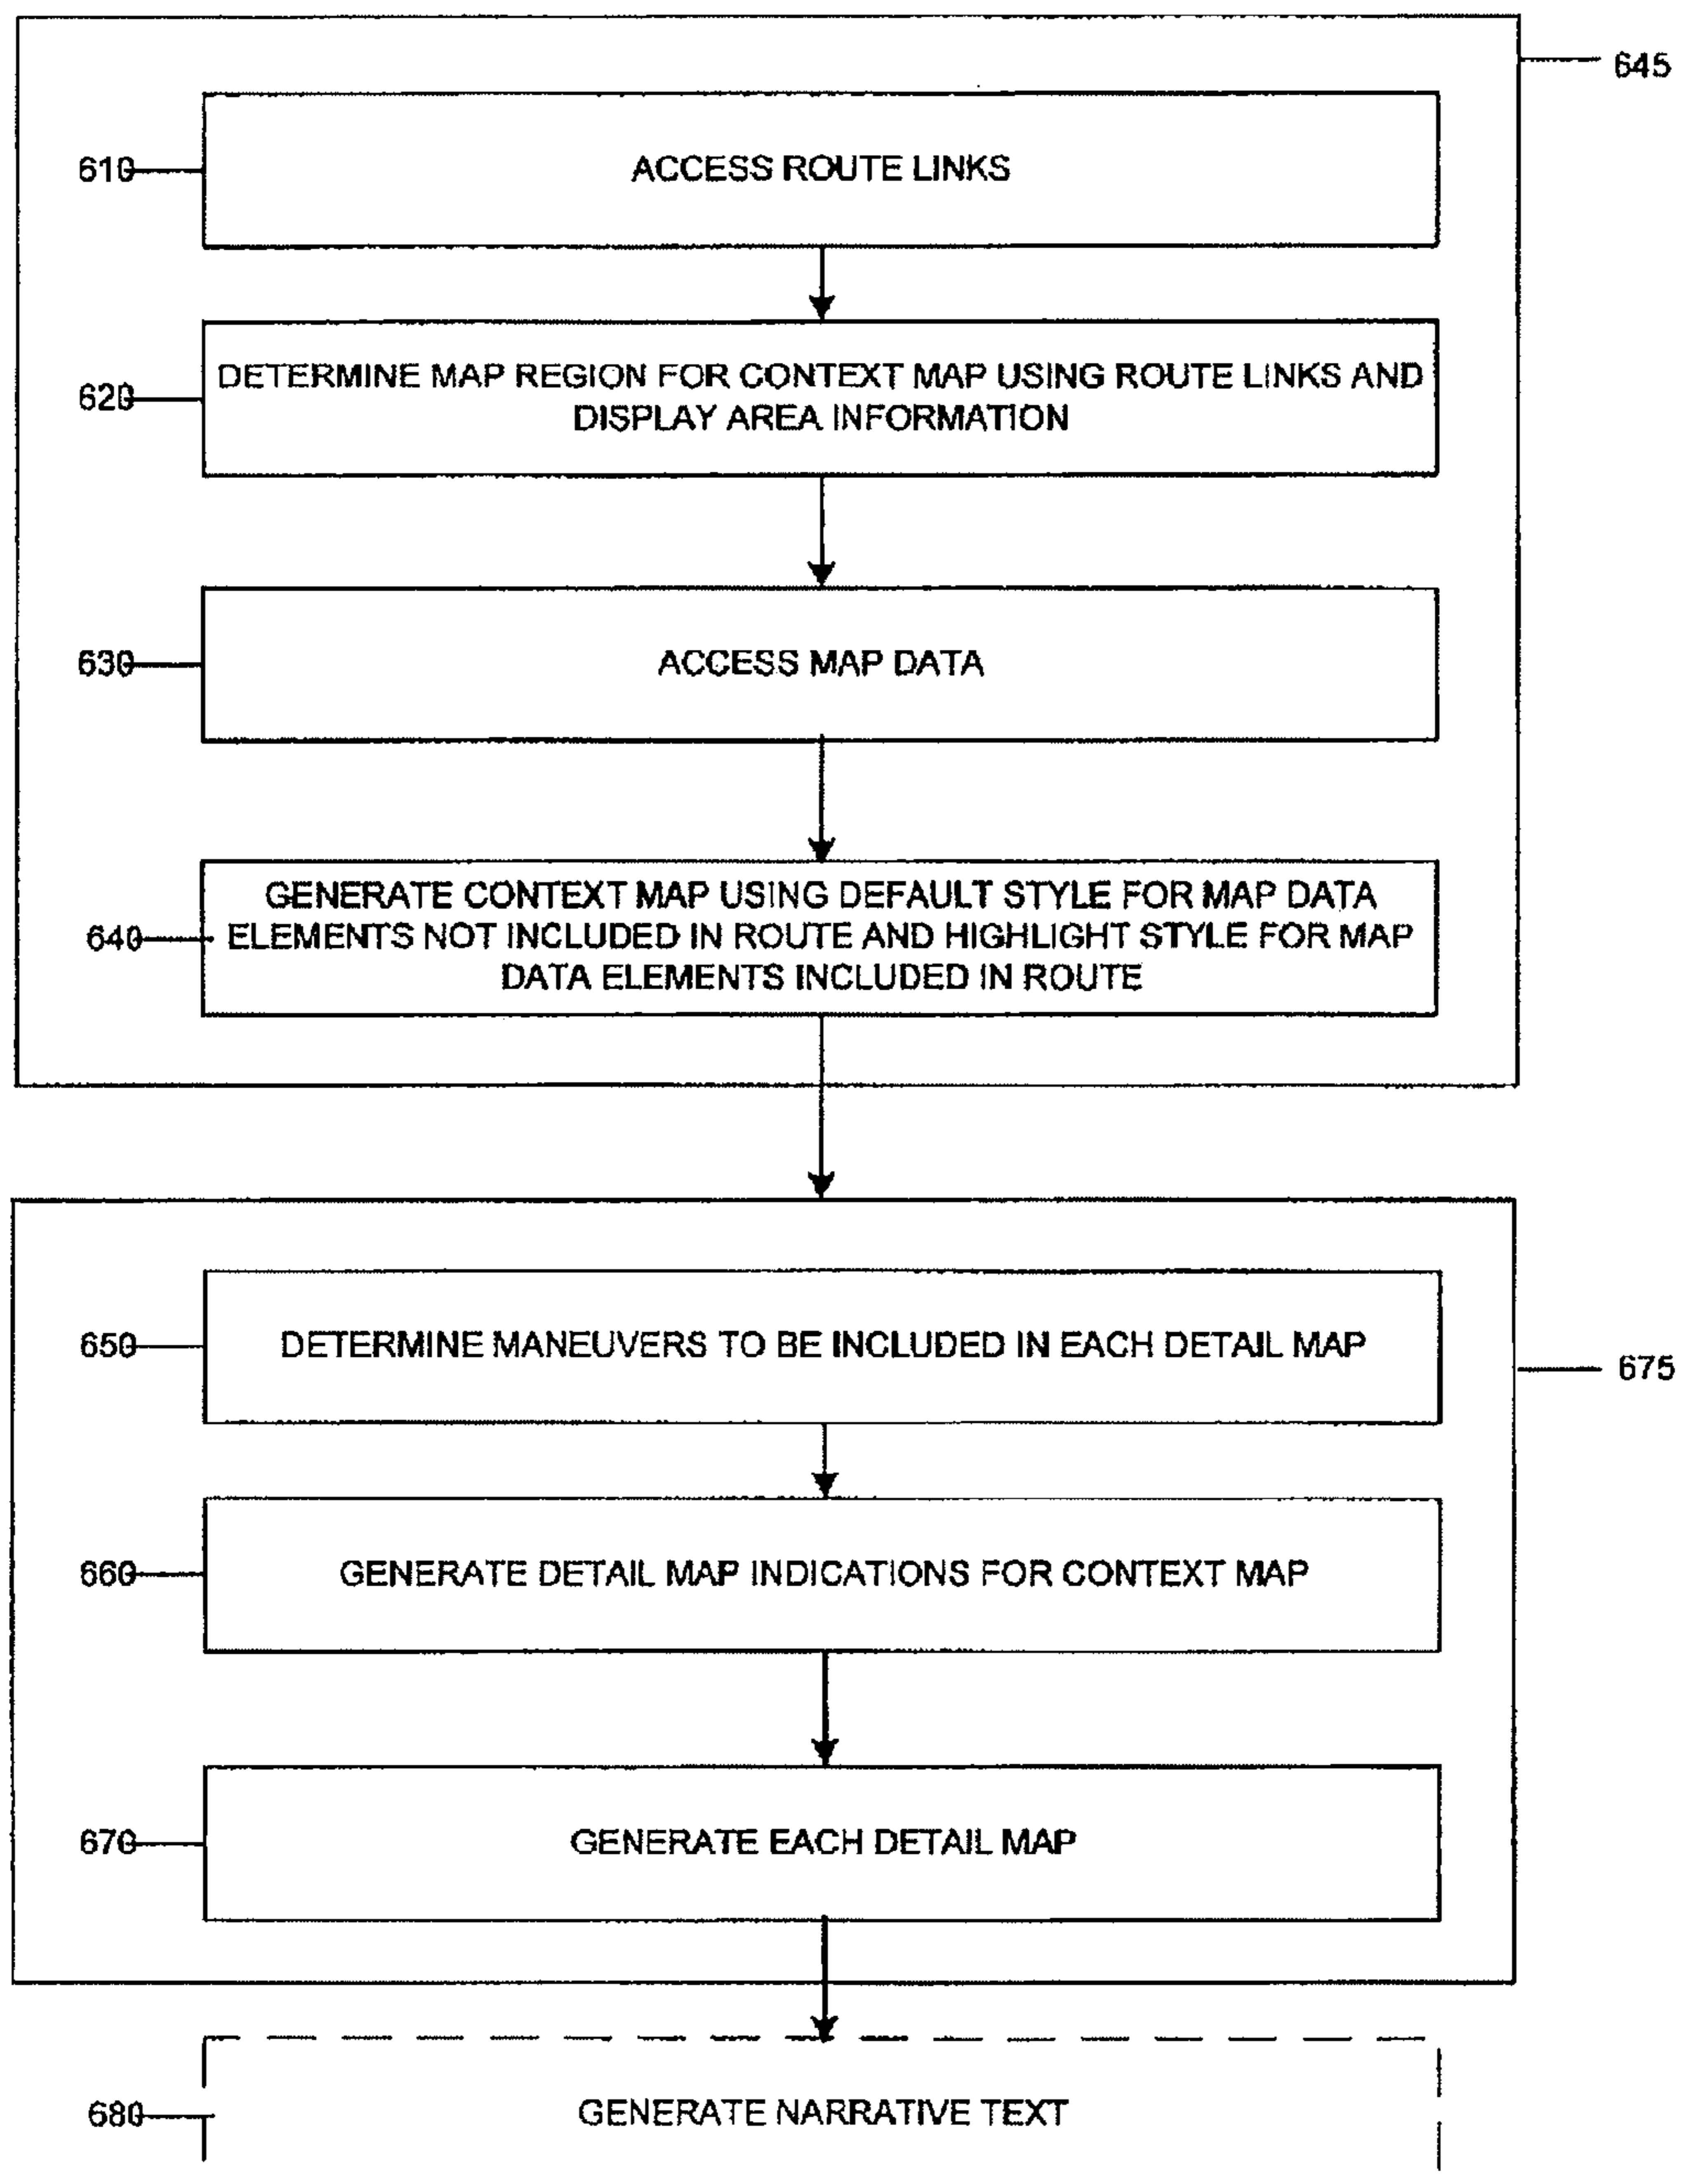 645
610
ACCESS ROUTE LINKS
620
DETERMINE MAP REGION FOR CONTEXT MAP USING ROUTE LINKS AND
DISPLAY AREA INFORMATION
630
ACCESS MAP DATA
640
GENERATE CONTEXT MAP USING DEFAULT STYLE FOR MAP DATA
ELEMENTS NOT INCLUDED IN ROUTE AND HIGHLIGHT STYLE FOR MAP
DATA ELEMENTS INCLUDED IN ROUTE
650
DETERMINE MANEUVERS TO BE INCLUDED IN EACH DETAIL MAP
675
660
GENERATE DETAIL MAP INDICATIONS FOR CONTEXT MAP
670
GENERATE EACH DETAIL MAP
680
GENERATE NARRATIVE TEXT